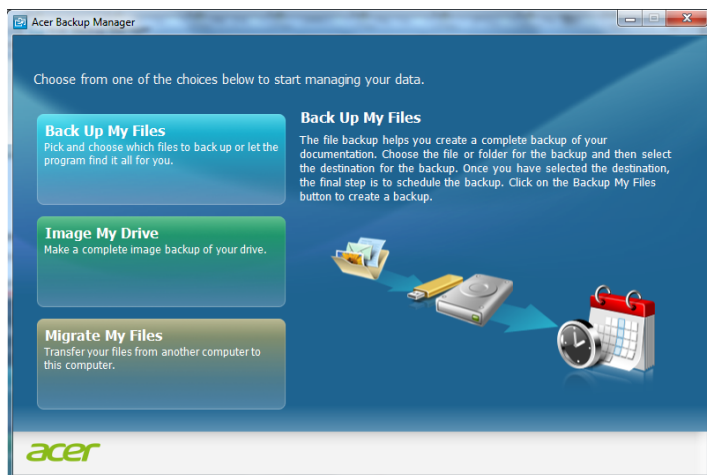 Acer Backup Manager
Choose from one of the choices below to start managing your data.
Back Up My Files
Pick and choose which files to back up or let the
program find it all for you.
Image My Drive
Make a complete image backup of your drive.
Migrate My Files
Transfer your files from another computer to
this computer.
Back Up My Files
The file backup helps you create a complete backup of your
documentation. Choose the file or folder for the backup and then select
the destination for the backup. Once you have selected the destination,
the final step is to schedule the backup. Click on the Backup My Files
button to create a backup.
acer